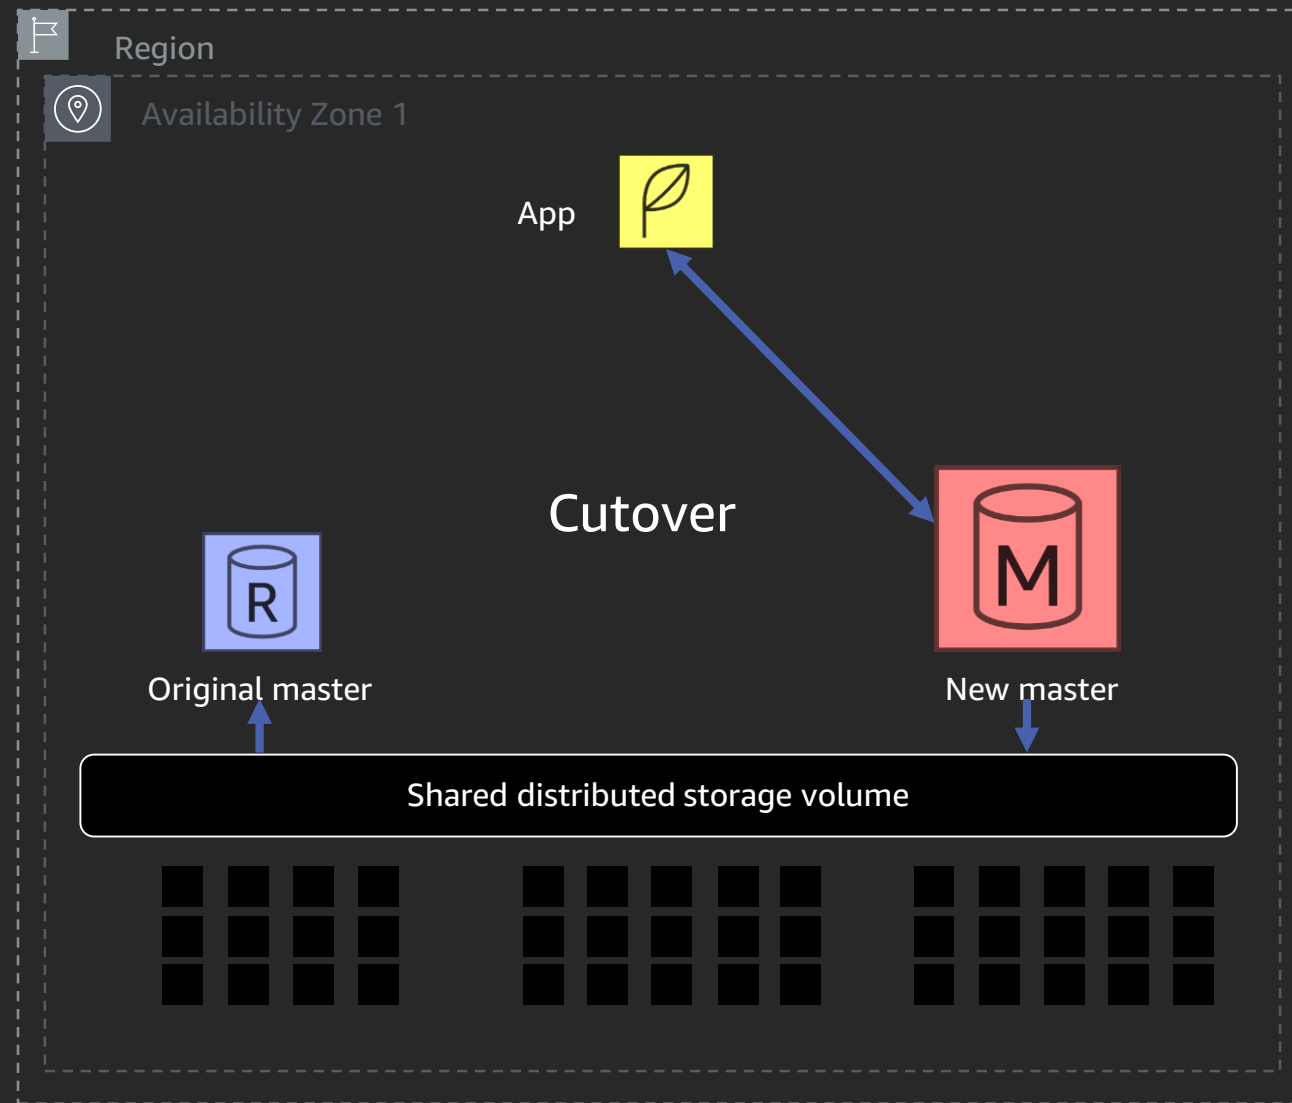 Region
Availability Zone 1
App
Cutover
R
M
Original master
New master
Shared distributed storage volume